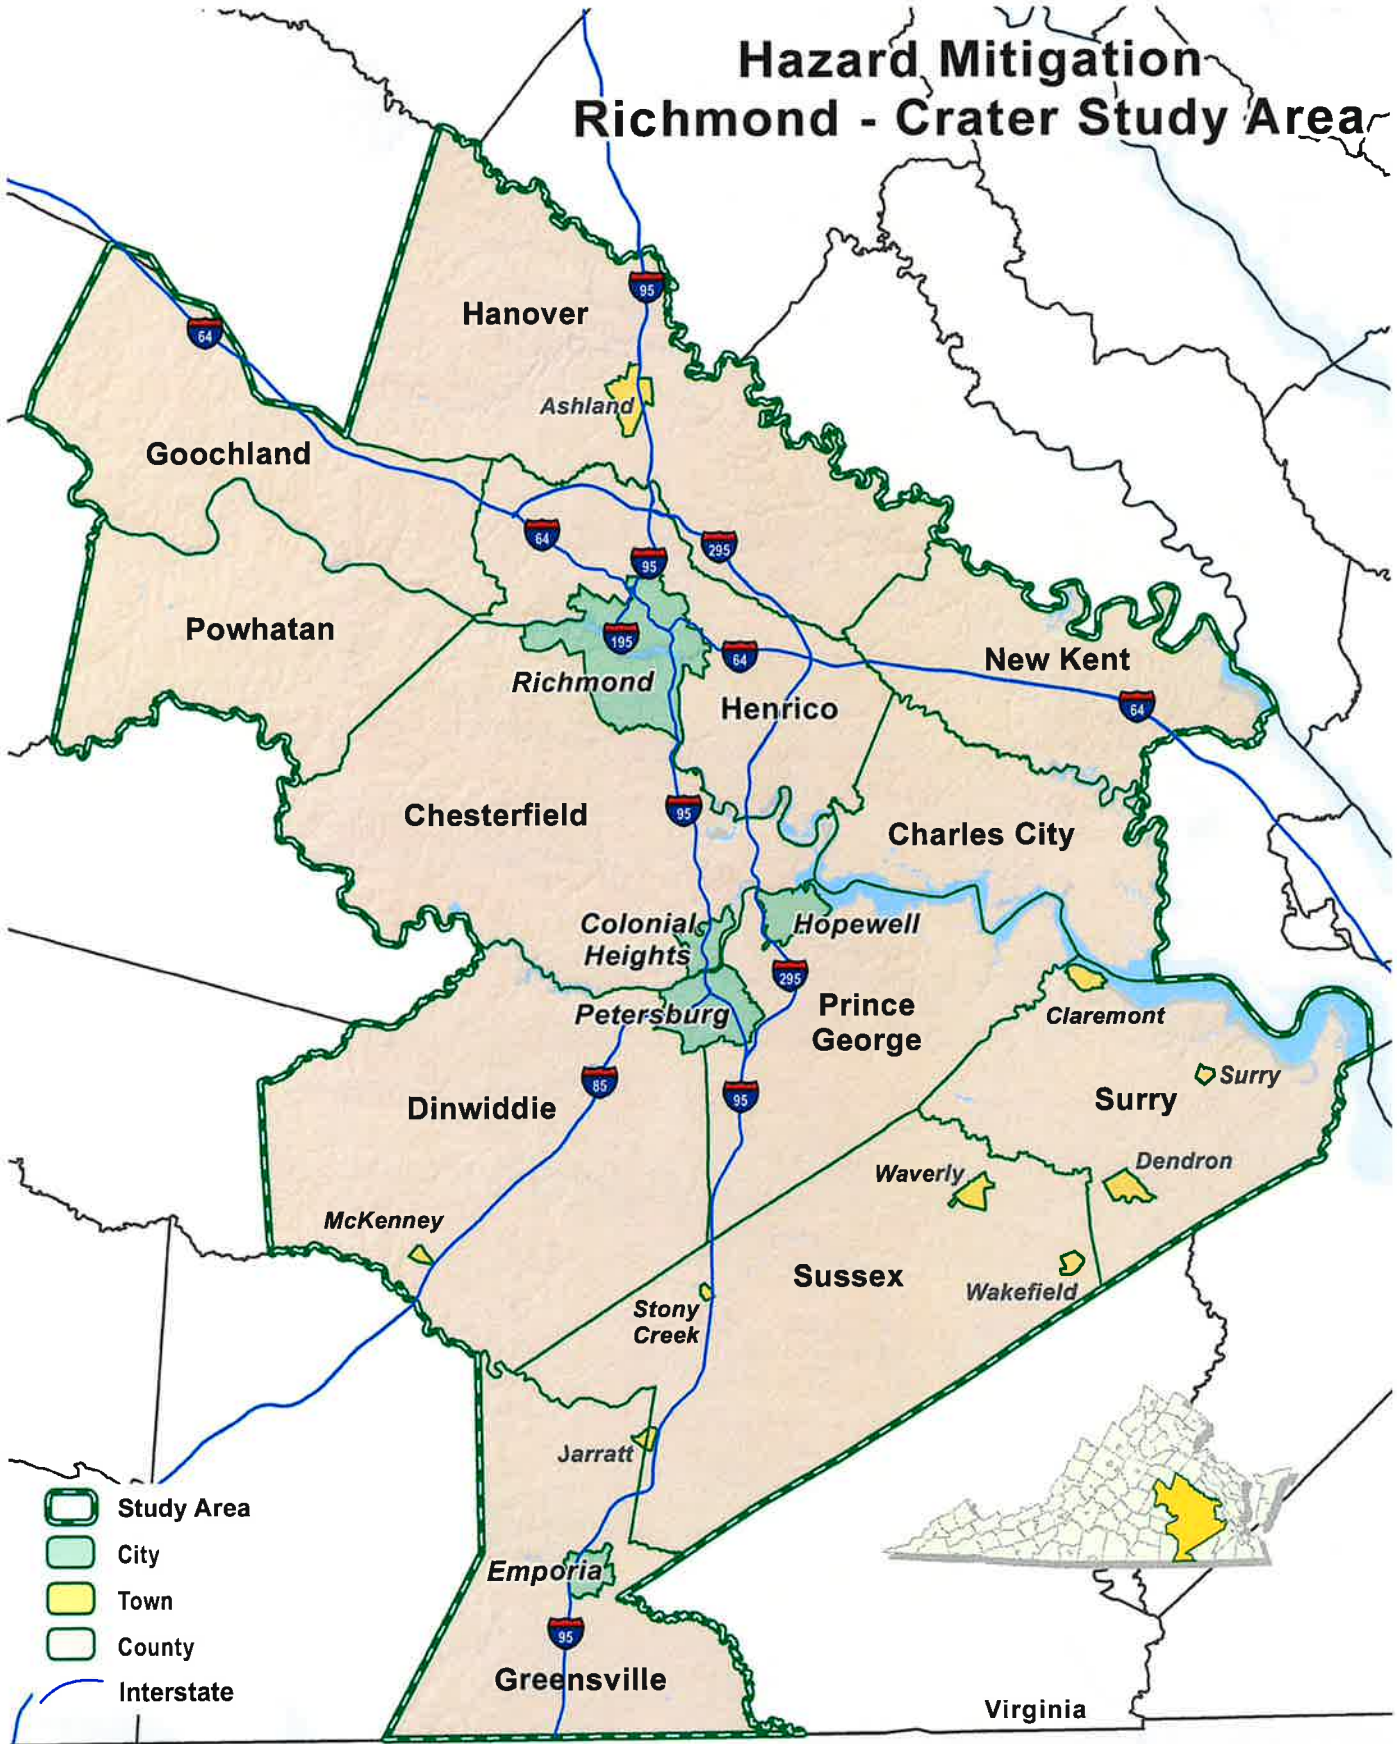 Hazard Mitigation
Richmond - Crater Study Area
95
Hanover
64
Ashland
Goochland
64
95
295
Powhatan
195
64
New Kent
Richmond
Henrico
64
95
Chesterfield
Charles City
Colonial
Heights
Hopewell
295
Prince
George
Petersburg
Claremont
85
95
Surry
Dinwiddie
Surry
Waverly
Dendron
McKenney
Sussex
Wakefield
Stony
Creek
Jarratt
Study Area
City
Emporia
Town
95
County
Greensville
Interstate
Virginia